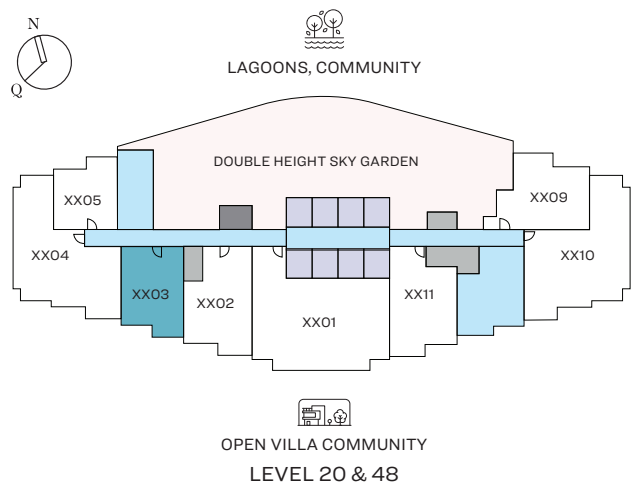 N
Q
LAGOONS, COMMUNITY
DOUBLE HEIGHT SKY GARDEN
XX05
XX09
XX04
XX10
XX03
XX02
XX01
XX11
OPEN VILLA COMMUNITY
LEVEL 20 & 48